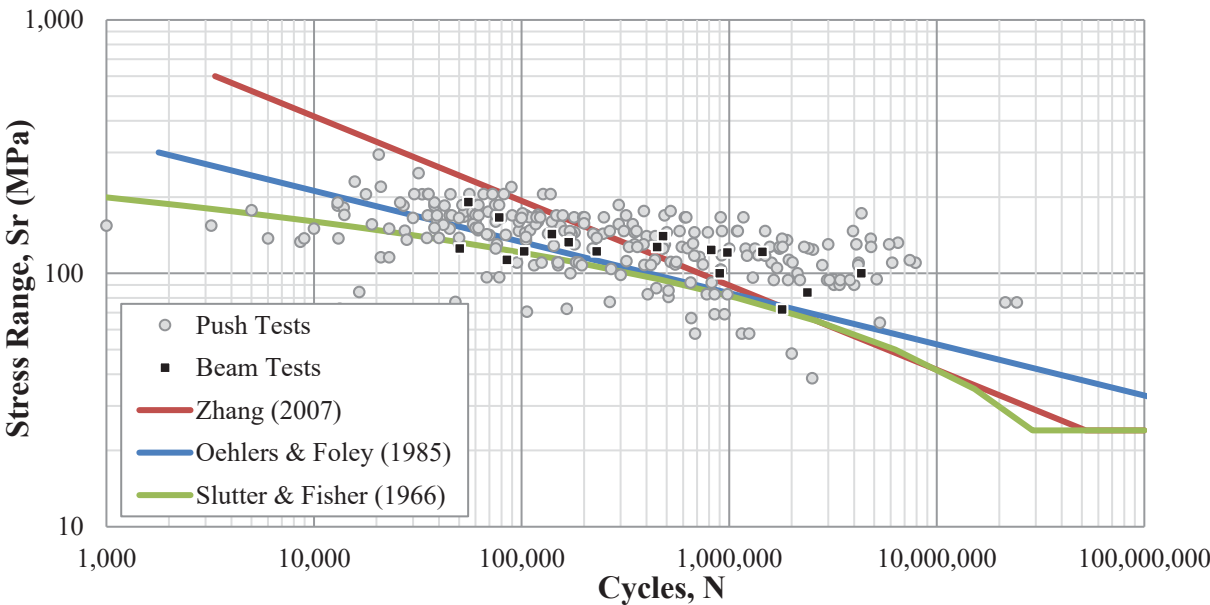 1,000
100
10
Stress Range, Sr (MPa)
Push Tests
Beam Tests
Zhang (2007)
Oehlers & Foley (1985)
Slutter & Fisher (1966)
1,000 10,000 100,000 1,000,000 10,000,000 100,000,000
Cycles, N